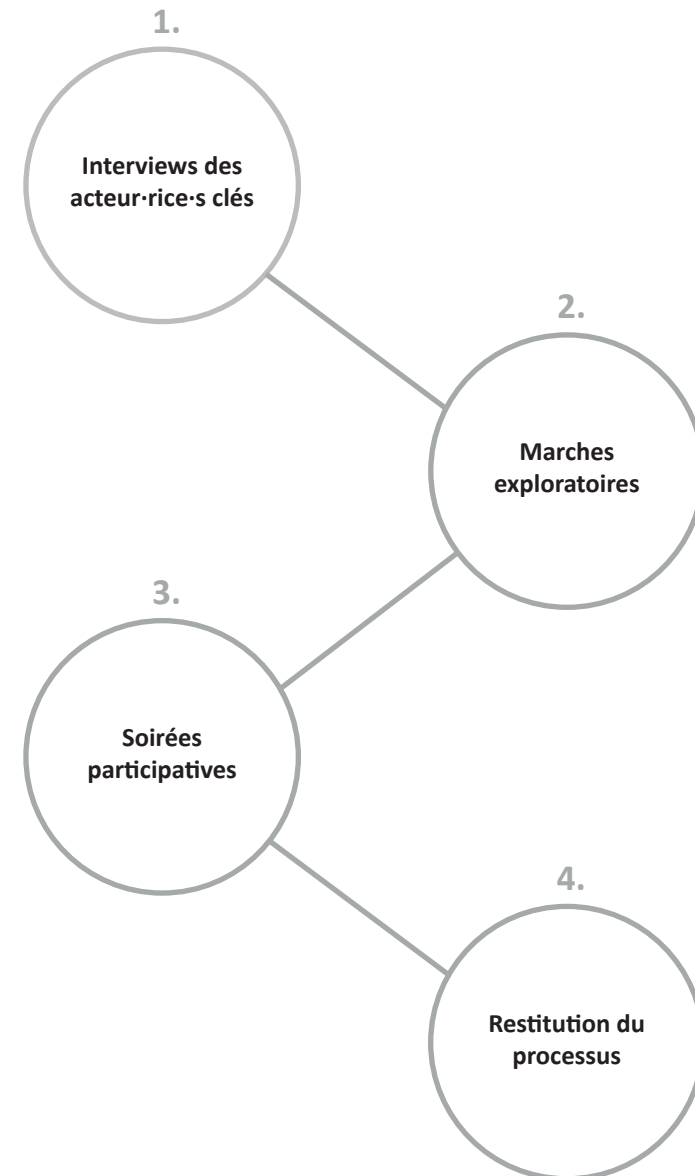 1.
Interviews des
acteur·rice·s clés
2.
Marches
exploratoires
3.
Soirées
participatives
4.
Restitution du
processus